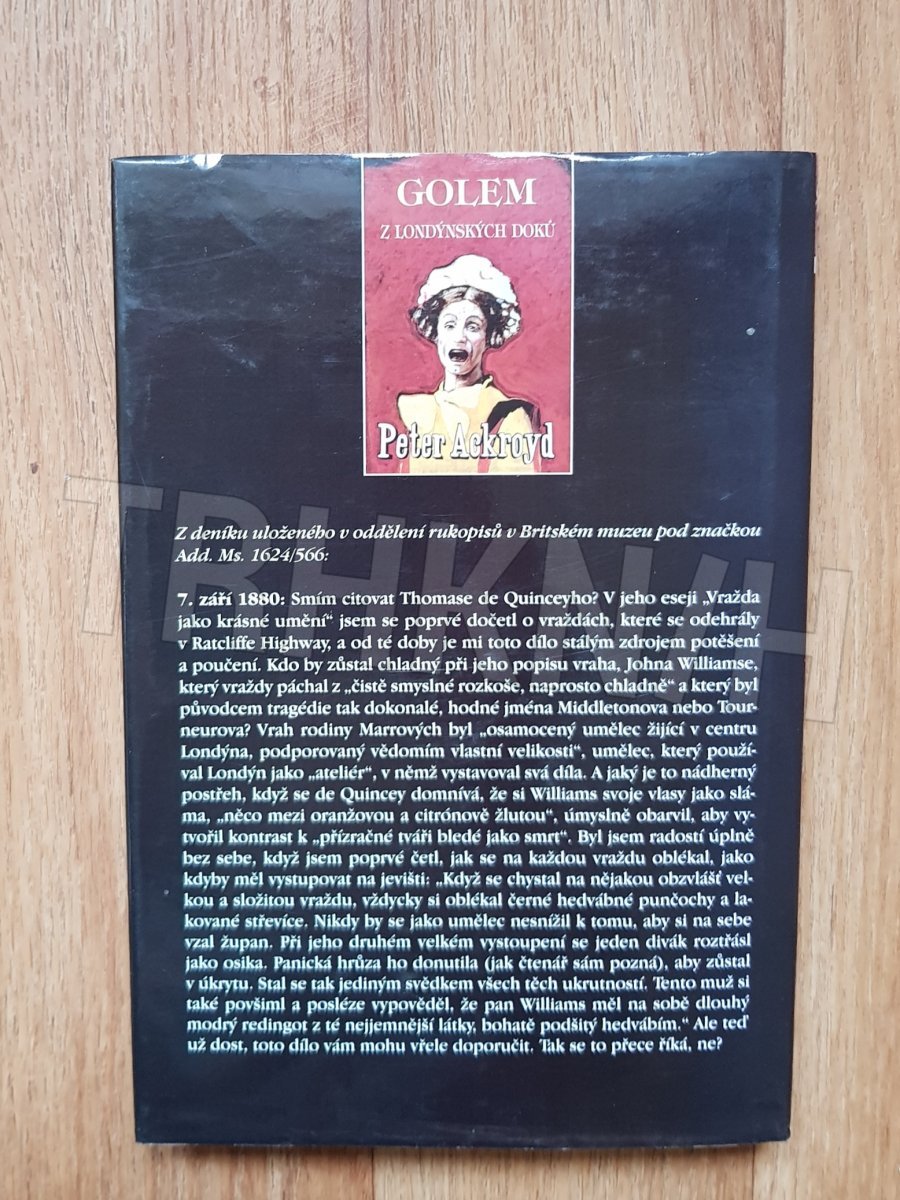 GOLEM
Z LONDÝNSKÝCH DOKŮ
Peter Ackroyd
TRHKNIH
Z deníku uloženého v oddělení rukopisů v Britském muzeu pod značkou
Add. Ms. 1624/566:
7. září 1880: Smím citovat Thomase de Quinceyho? V jeho eseji „Vražda
jako krásné umění“ jsem se poprvé dočetl o vraždách, které se odehrály
v Ratcliffe Highway, a od té doby je mi toto dílo stálým zdrojem potěšení
a poučení. Kdo by zůstal chladný při jeho popisu vraha, Johna Williamse,
který vraždy páchal z „čistě smyslné rozkoše, naprosto chladně“ a který byl
původcem tragédie tak dokonalé, hodné jména Middletonova nebo Tour-
neurova? Vrah rodiny Marrových byl „osamocený umělec žijící v centru
Londýna, podporovaný vědomím vlastní velikosti“, umělec, který použí-
val Londýn jako „ateliér“, v němž vystavoval svá díla. A jaký je to nádherný
postřeh, když se de Quincey domnívá, že si Williams svoje vlasy jako slá-
ma, „něco mezi oranžovou a citrónově žlutou“, úmyslně obarvil, aby vy-
tvořil kontrast k „přízračné tváři bledé jako smrt“. Byl jsem radostí úplně
bez sebe, když jsem poprvé četl, jak se na každou vraždu oblékal, jako
kdyby měl vystupovat na jevišti: „Když se chystal na nějakou obzvlášť vel-
kou a složitou vraždu, vždycky si oblékal černé hedvábné punčochy a la-
kované střevíce. Nikdy by se jako umělec nesnížil k tomu, aby si na sebe
vzal župan. Při jeho druhém velkém vystoupení se jeden divák roztřásl
jako osika. Panická hrůza ho donutila (jak čtenář sám pozná), aby zůstal
v úkrytu. Stal se tak jediným svědkem všech těch ukrutností. Tento muž si
také povšiml a posléze vypověděl, že pan Williams měl na sobě dlouhý
modrý redingot z té nejjemnější látky, bohatě podšitý hedvábím.“ Ale teď
už dost, toto dílo vám mohu vřele doporučit. Tak se to přece říká, ne?